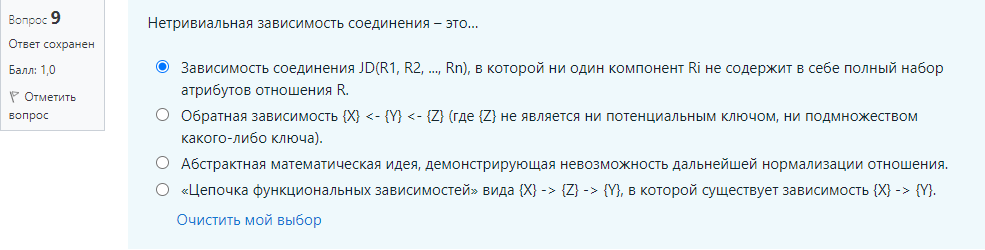 Вопрос 9
Ответ сохранен
Балл: 1,0
Отметить
вопрос
Нетривиальная зависимость соединения – это...
Зависимость соединения JD(R1, R2, ..., Rn), в которой ни один компонент Ri не содержит в себе полный набор
атрибутов отношения R.
Обратная зависимость {X} <- {Y} <- {Z} (где {Z} не является ни потенциальным ключом, ни подмножеством
какого-либо ключа).
Абстрактная математическая идея, демонстрирующая невозможность дальнейшей нормализации отношения.
«Цепочка функциональных зависимостей» вида {X} -> {Z} -> {Y}, в которой существует зависимость {X} -> {Y}.
Очистить мой выбор